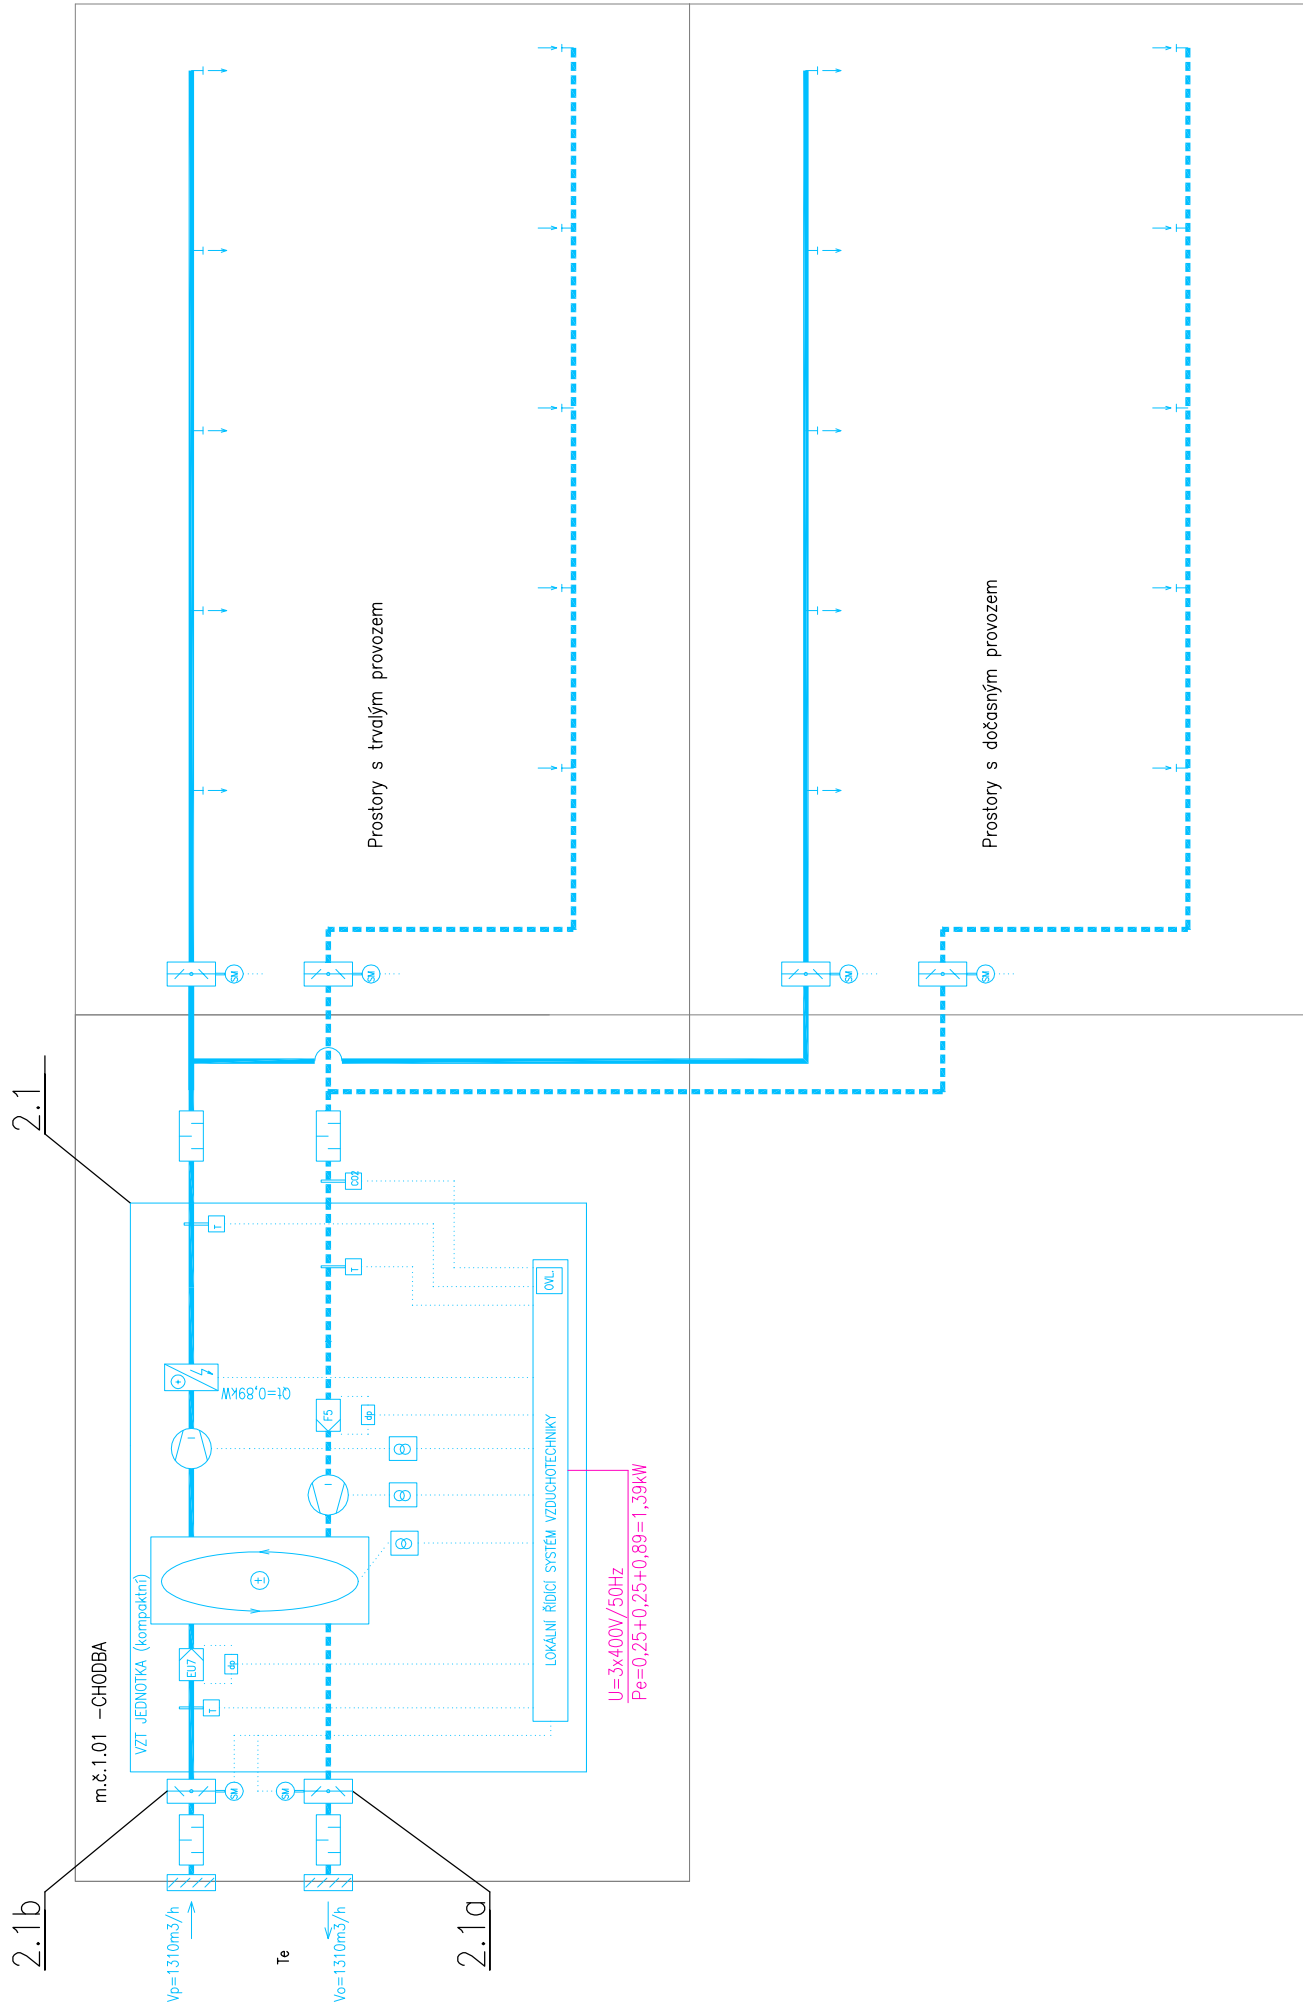 2.1b
2.1
m.č.1.01 –CHODBA
VZT JEDNOTKA (kompaktní)
Vp=1310m3/h
SM
T
EU7
dp
±
I
+
Qt=0,89kW
T
SM
Prostory s trvalým provozem
Te
Vo=1310m3/h
SM
I
F5
dp
T
CO2
SM
2.1a
LOKÁLNÍ ŘÍDÍCÍ SYSTÉM VZDUCHOTECHNIKY
OVL.
U=3x400V/50Hz
Pe=0,25+0,25+0,89=1,39kW
SM
SM
Prostory s dočasným provozem